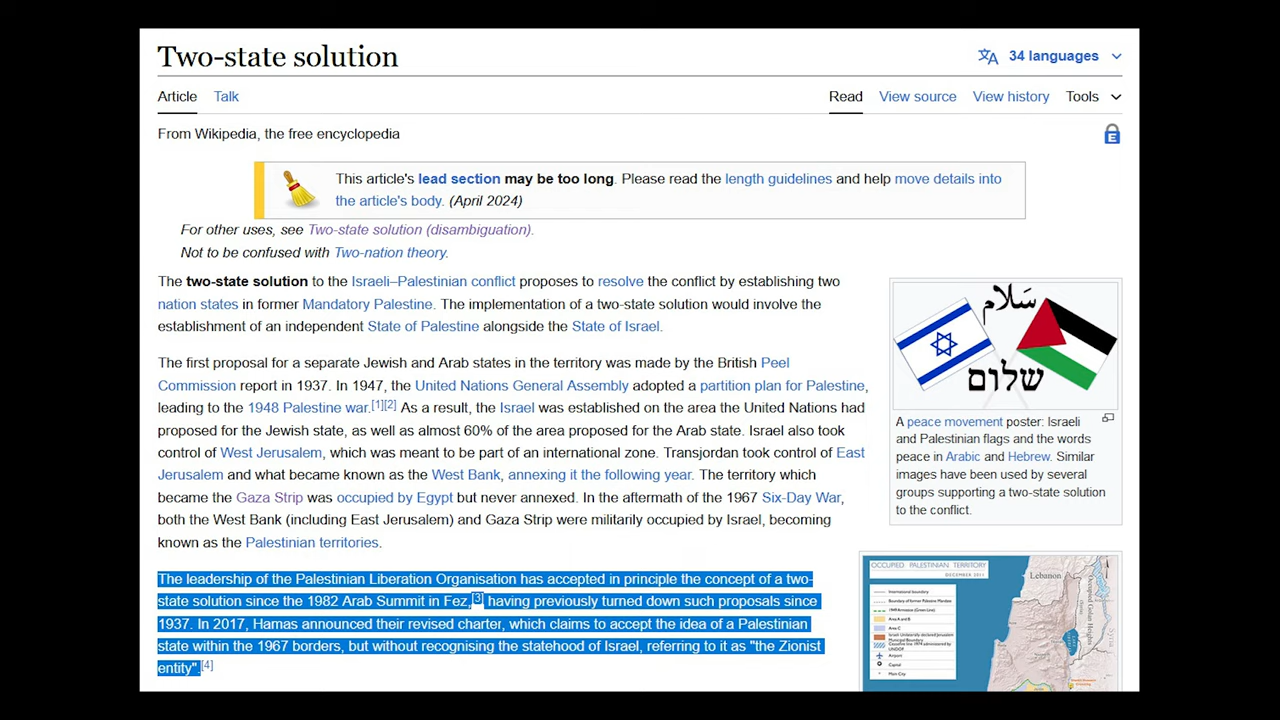 Two-state solution
34 languages
Article Talk
Read View source View history Tools
From Wikipedia, the free encyclopedia
This article's lead section may be too long. Please read the length guidelines and help move details into
the article's body. (April 2024)
For other uses, see Two-state solution (disambiguation).
Not to be confused with Two-nation theory.
The two-state solution to the Israeli–Palestinian conflict proposes to resolve the conflict by establishing two
nation states in former Mandatory Palestine. The implementation of a two-state solution would involve the
establishment of an independent State of Palestine alongside the State of Israel.
The first proposal for a separate Jewish and Arab states in the territory was made by the British Peel
Commission report in 1937. In 1947, the United Nations General Assembly adopted a partition plan for Palestine,
leading to the 1948 Palestine war.[1][2] As a result, the Israel was established on the area the United Nations had
proposed for the Jewish state, as well as almost 60% of the area proposed for the Arab state. Israel also took
control of West Jerusalem, which was meant to be part of an international zone. Transjordan took control of East
Jerusalem and what became known as the West Bank, annexing it the following year. The territory which
became the Gaza Strip was occupied by Egypt but never annexed. In the aftermath of the 1967 Six-Day War,
both the West Bank (including East Jerusalem) and Gaza Strip were militarily occupied by Israel, becoming
known as the Palestinian territories.
The leadership of the Palestinian Liberation Organisation has accepted in principle the concept of a two-
state solution since the 1982 Arab Summit in Fez,[3] having previously turned down such proposals since
1937. In 2017, Hamas announced their revised charter, which claims to accept the idea of a Palestinian
state within the 1967 borders, but without recognising the statehood of Israel, referring to it as "the Zionist
entity".[4]
سَلام
שלום
A peace movement poster: Israeli
and Palestinian flags and the words
peace in Arabic and Hebrew. Similar
images have been used by several
groups supporting a two-state solution
to the conflict.
OCCUPIED PALESTINIAN TERRITORY
DECEMBER 2011
International boundary
Area A and B
Area C
Airport
Capital
Main City
Lebanon